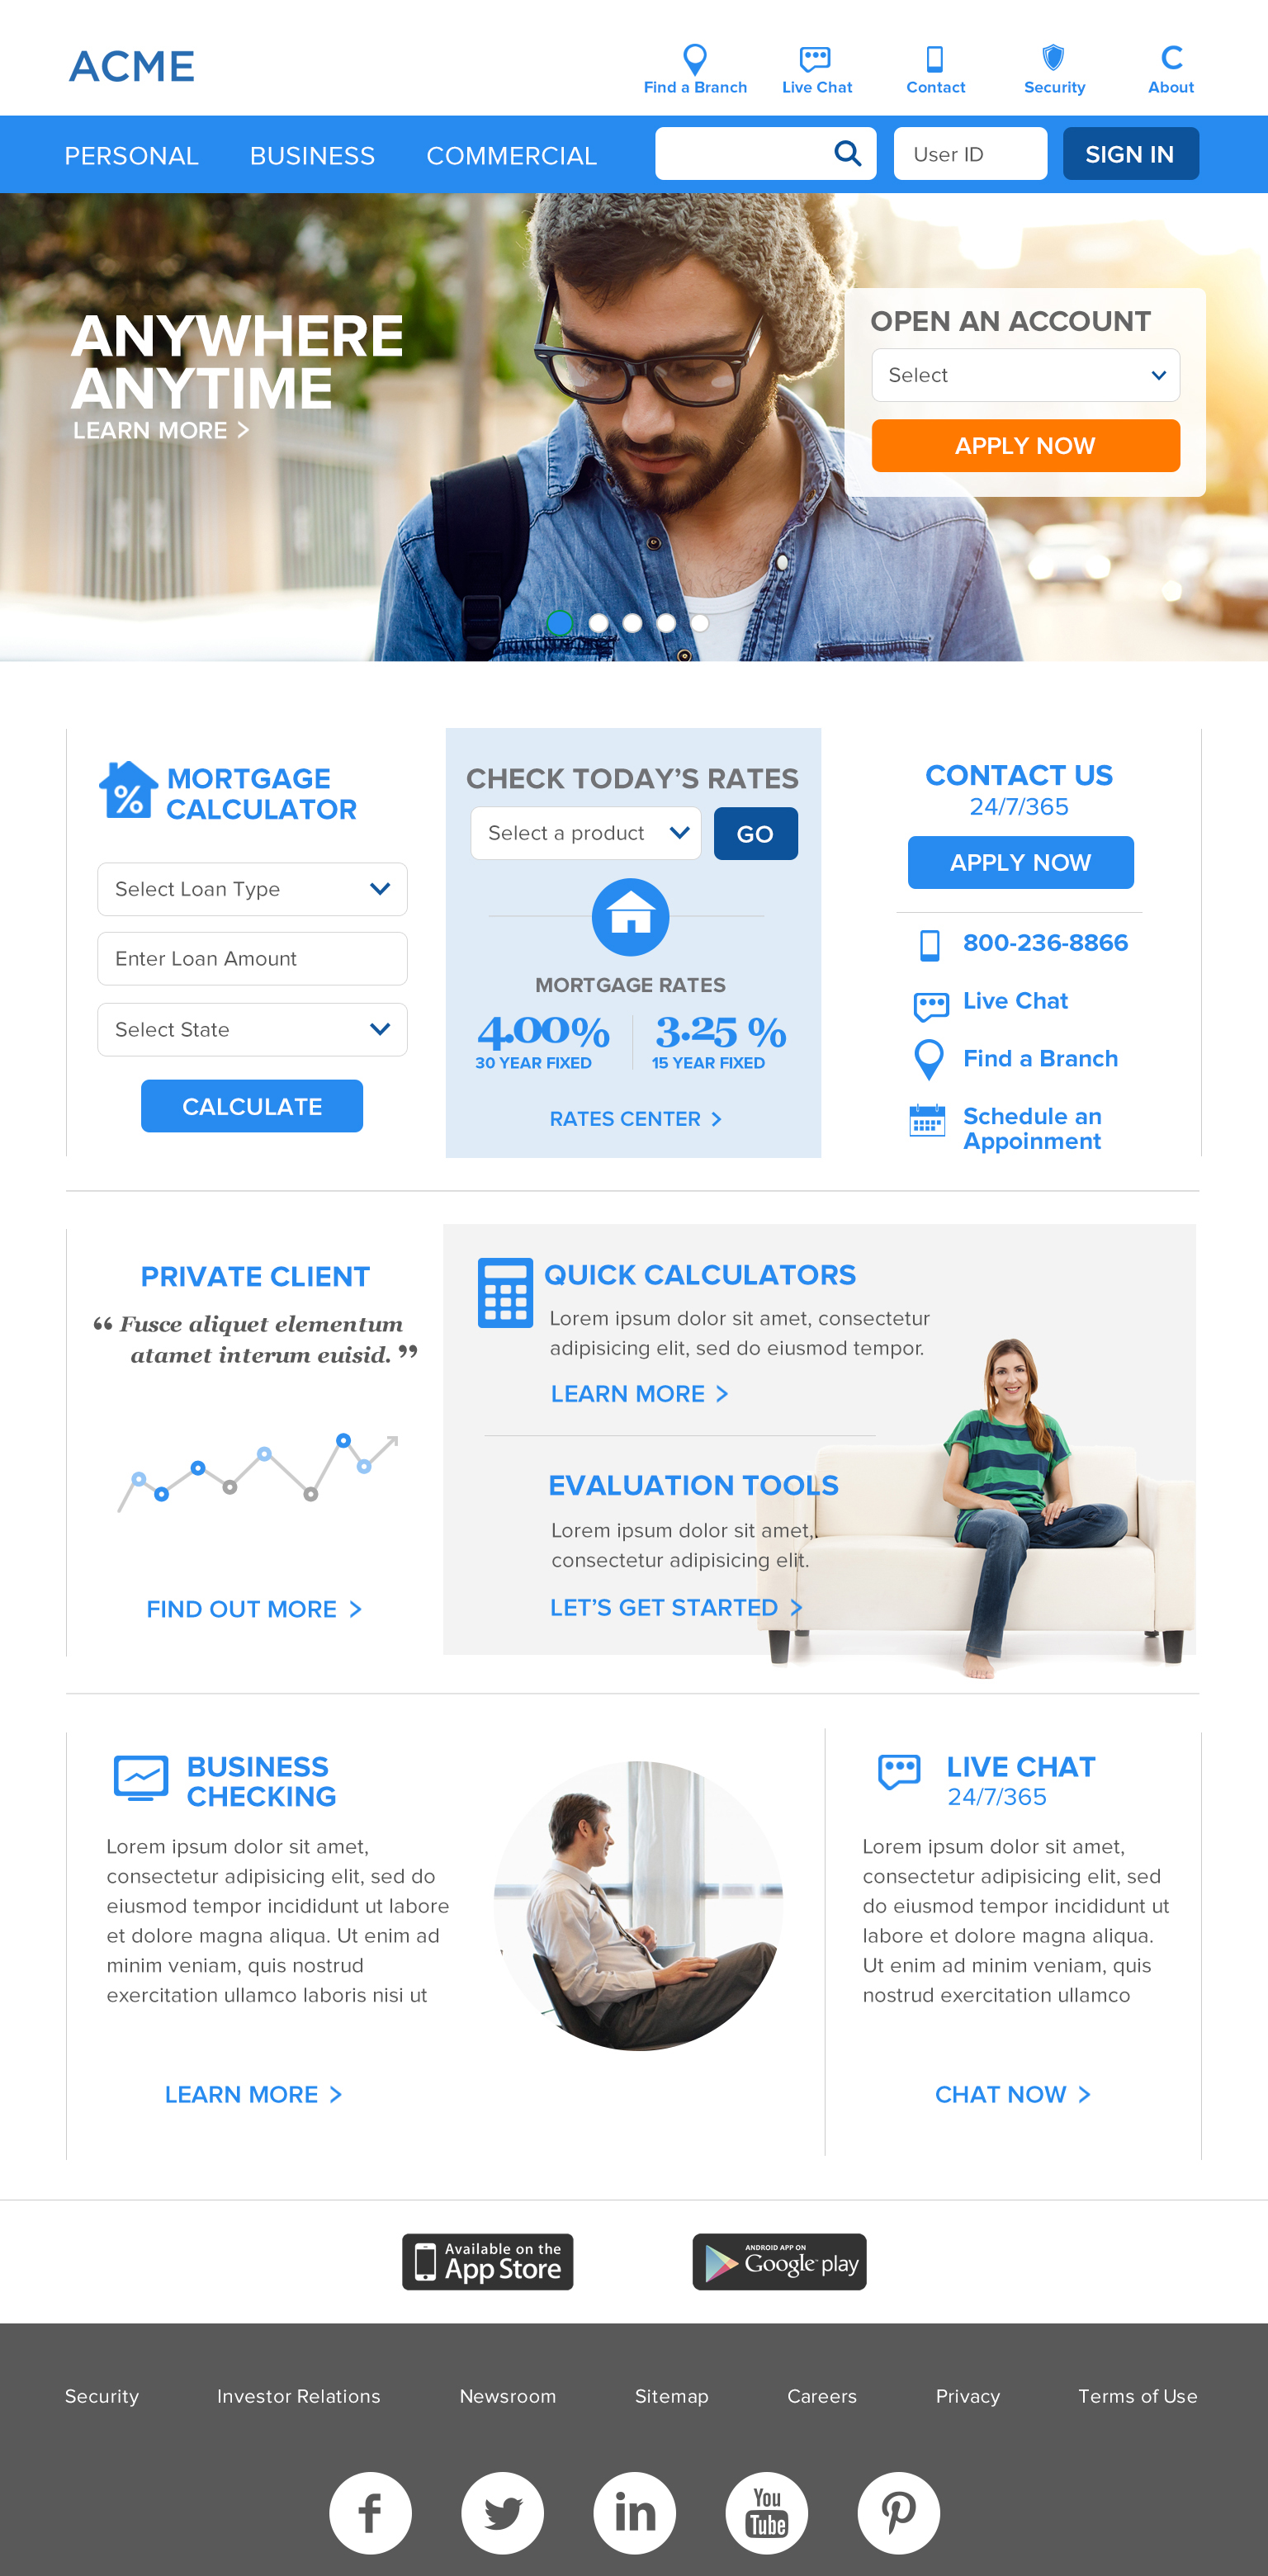 ACME
Find a Branch
Live Chat
Contact
Security
C
About
PERSONAL
BUSINESS
COMMERCIAL
User ID
SIGN IN
ANYWHERE
ANYTIME
LEARN MORE >
OPEN AN ACCOUNT
Select
APPLY NOW
MORTGAGE
CALCULATOR
Select Loan Type
Enter Loan Amount
Select State
CALCULATE
CHECK TODAY’S RATES
Select a product
GO
MORTGAGE RATES
4.00%
30 YEAR FIXED
3.25 %
15 YEAR FIXED
RATES CENTER >
CONTACT US
24/7/365
APPLY NOW
800-236-8866
Live Chat
Find a Branch
Schedule an
Appoinment
PRIVATE CLIENT
“ Fusce aliquet elementum
atamet interum euisid. ”
FIND OUT MORE >
QUICK CALCULATORS
Lorem ipsum dolor sit amet, consectetur
adipisicing elit, sed do eiusmod tempor.
LEARN MORE >
EVALUATION TOOLS
Lorem ipsum dolor sit amet,
consectetur adipisicing elit.
LET’S GET STARTED >
BUSINESS
CHECKING
Lorem ipsum dolor sit amet,
consectetur adipisicing elit, sed do
eiusmod tempor incididunt ut labore
et dolore magna aliqua. Ut enim ad
minim veniam, quis nostrud
exercitation ullamco laboris nisi ut
LEARN MORE >
LIVE CHAT
24/7/365
Lorem ipsum dolor sit amet,
consectetur adipisicing elit, sed
do eiusmod tempor incididunt ut
labore et dolore magna aliqua.
Ut enim ad minim veniam, quis
nostrud exercitation ullamco
CHAT NOW >
Available on the
App Store
ANDROID APP ON
Google play
Security
Investor Relations
Newsroom
Sitemap
Careers
Privacy
Terms of Use
f
in
You
Tube